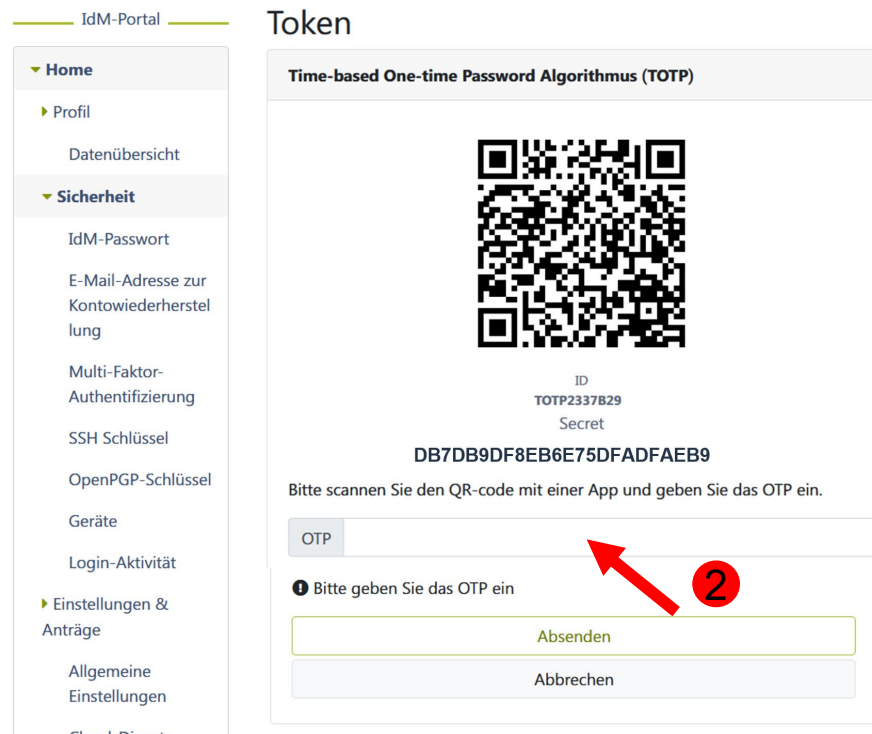 IdM-Portal
Home
Profil
Datenübersicht
Sicherheit
IdM-Passwort
E-Mail-Adresse zur
Kontowiederherstel
lung
Multi-Faktor-
Authentifizierung
SSH Schlüssel
OpenPGP-Schlüssel
Geräte
Login-Aktivität
Einstellungen &
Anträge
Allgemeine
Einstellungen
Token
Time-based One-time Password Algorithmus (TOTP)
ID
TOTP2337B29
Secret
DB7DB9DF8EB6E75DFADFAEB9
Bitte scannen Sie den QR-code mit einer App und geben Sie das OTP ein.
OTP
2
Bitte geben Sie das OTP ein
Absenden
Abbrechen